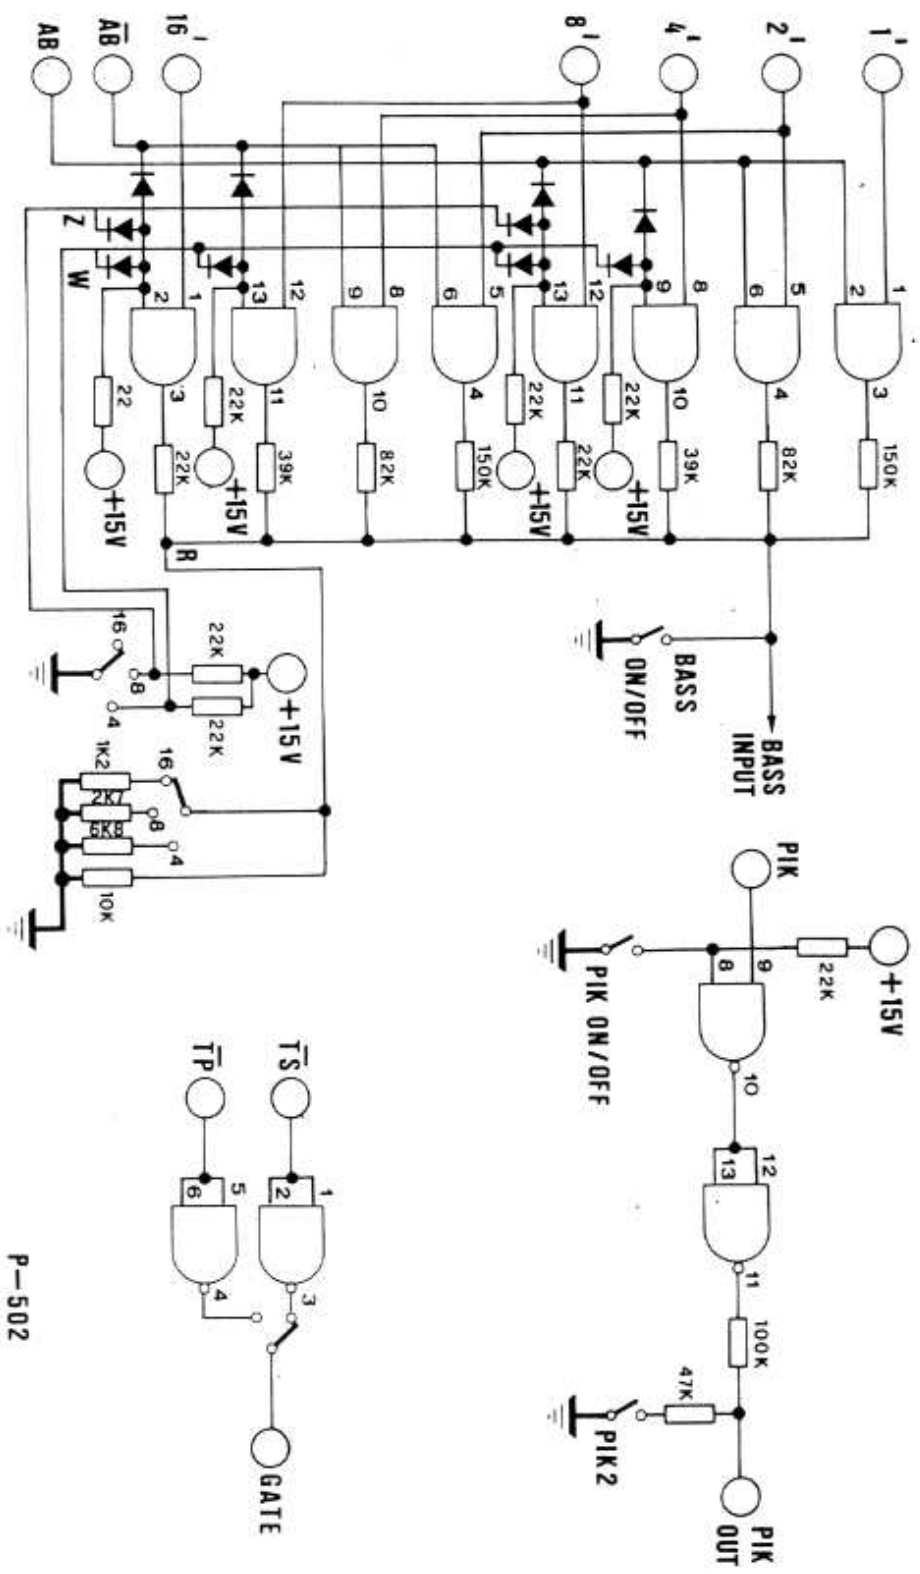 1'
1
2
3
150K
+15V
22K
2'
5
6
4
82K
BASS
INPUT
PIK
9
8
10
12
13
11
100K
PIK
OUT
47K
4'
8
9
10
39K
22K
+15V
BASS
ON/OFF
PIK ON/OFF
PIK2
8'
12
13
11
22K
22K
+15V
5
6
4
150K
8
9
10
82K
16'
12
13
11
39K
22K
+15V
+15V
TS
1
2
3
GATE
AB
1
2
3
22K
R
22
+15V
22K
22K
16
8
4
TP
5
6
4
AB
Z
W
16
8
4
1K2
2K7
6K8
10K
P-502